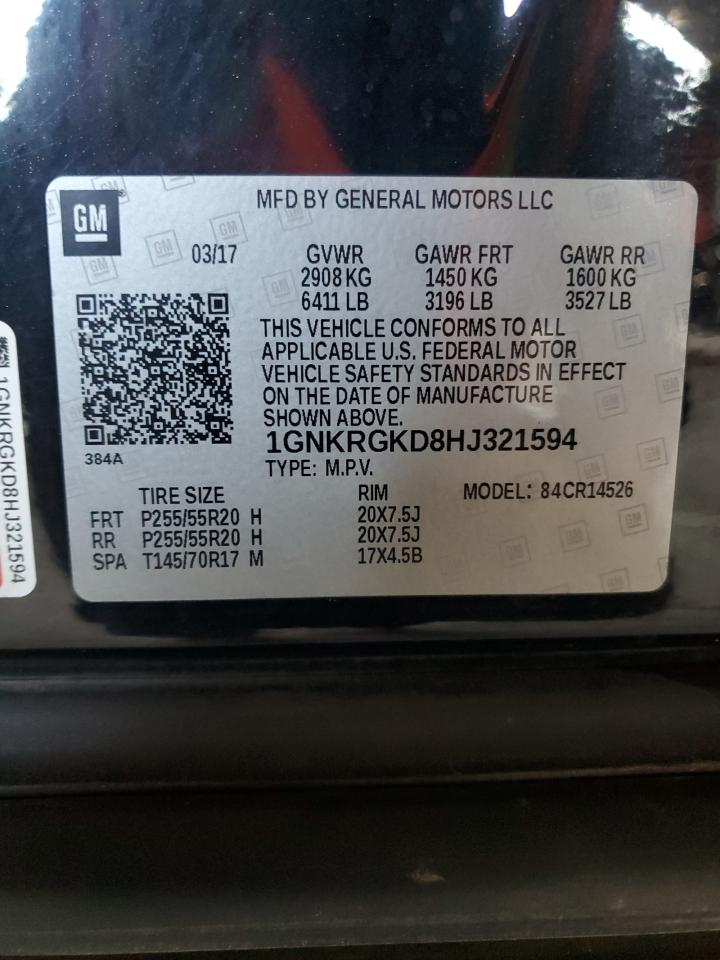 GM
MFD BY GENERAL MOTORS LLC
03/17 GVWR GAWR FRT GAWR RR
2908 KG 1450 KG 1600 KG
6411 LB 3196 LB 3527 LB
THIS VEHICLE CONFORMS TO ALL
APPLICABLE U.S. FEDERAL MOTOR
VEHICLE SAFETY STANDARDS IN EFFECT
ON THE DATE OF MANUFACTURE
SHOWN ABOVE.
384A
1GNKRGKD8HJ321594
TYPE: M.P.V.
TIRE SIZE RIM MODEL: 84CR14526
FRT P255/55R20 H 20X7.5J
RR P255/55R20 H 20X7.5J
SPA T145/70R17 M 17X4.5B
1GNKRGKD8HJ321594